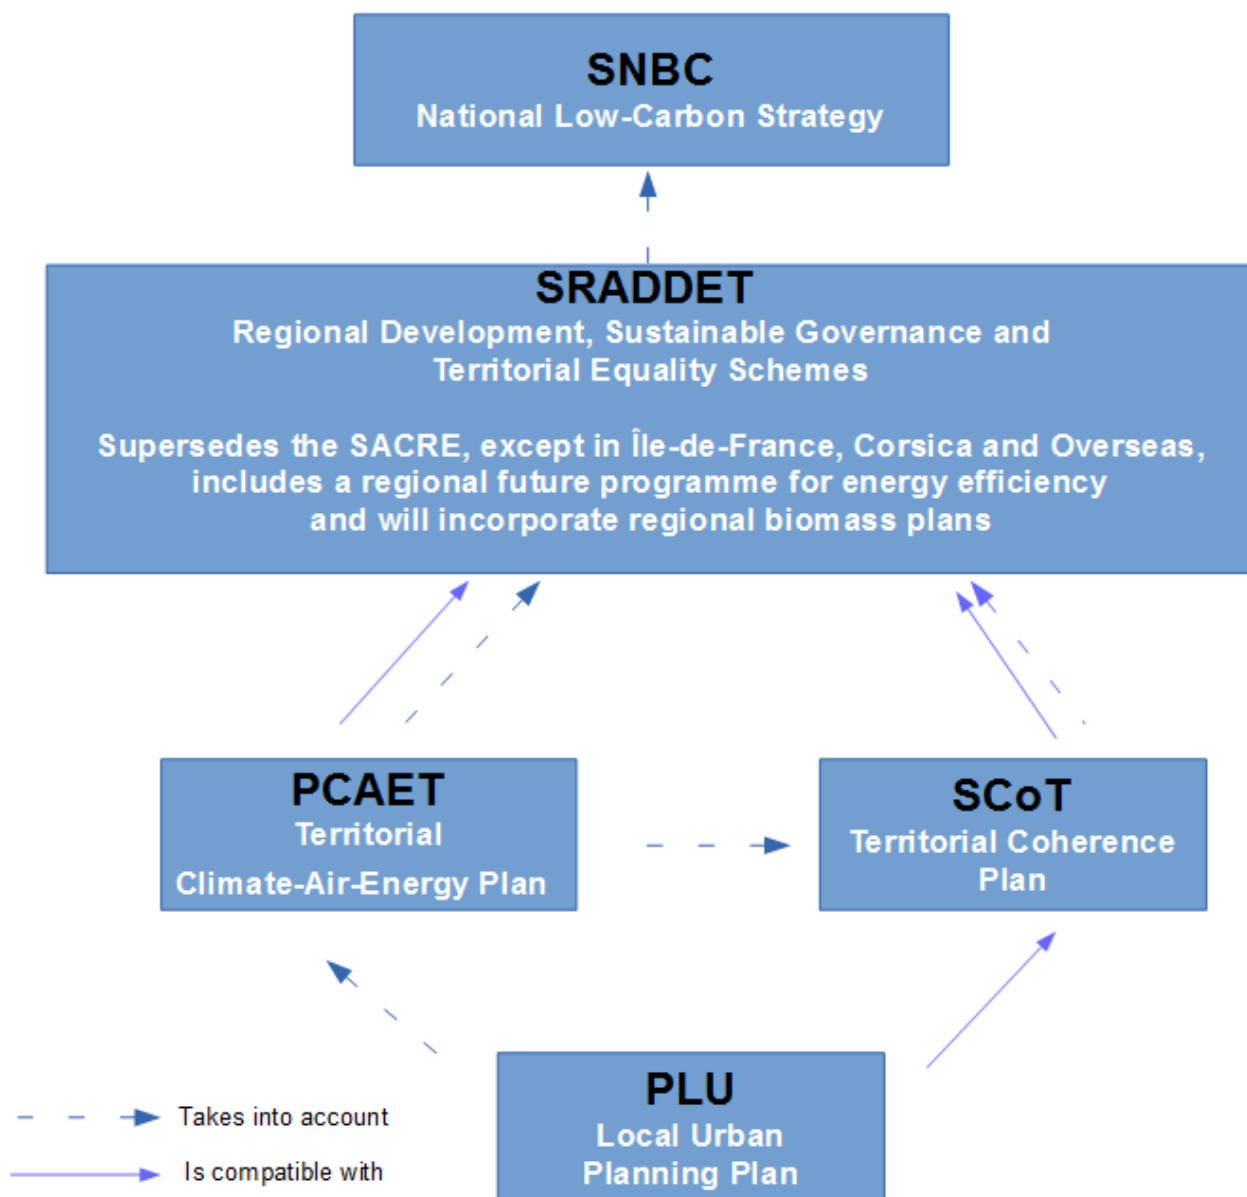 SNBC
National Low-Carbon Strategy
SRADDET
Regional Development, Sustainable Governance and
Territorial Equality Schemes
Supersedes the SACRE, except in Île-de-France, Corsica and Overseas,
includes a regional future programme for energy efficiency
and will incorporate regional biomass plans
PCAET
Territorial
Climate-Air-Energy Plan
SCoT
Territorial Coherence
Plan
PLU
Local Urban
Planning Plan
Takes into account
Is compatible with